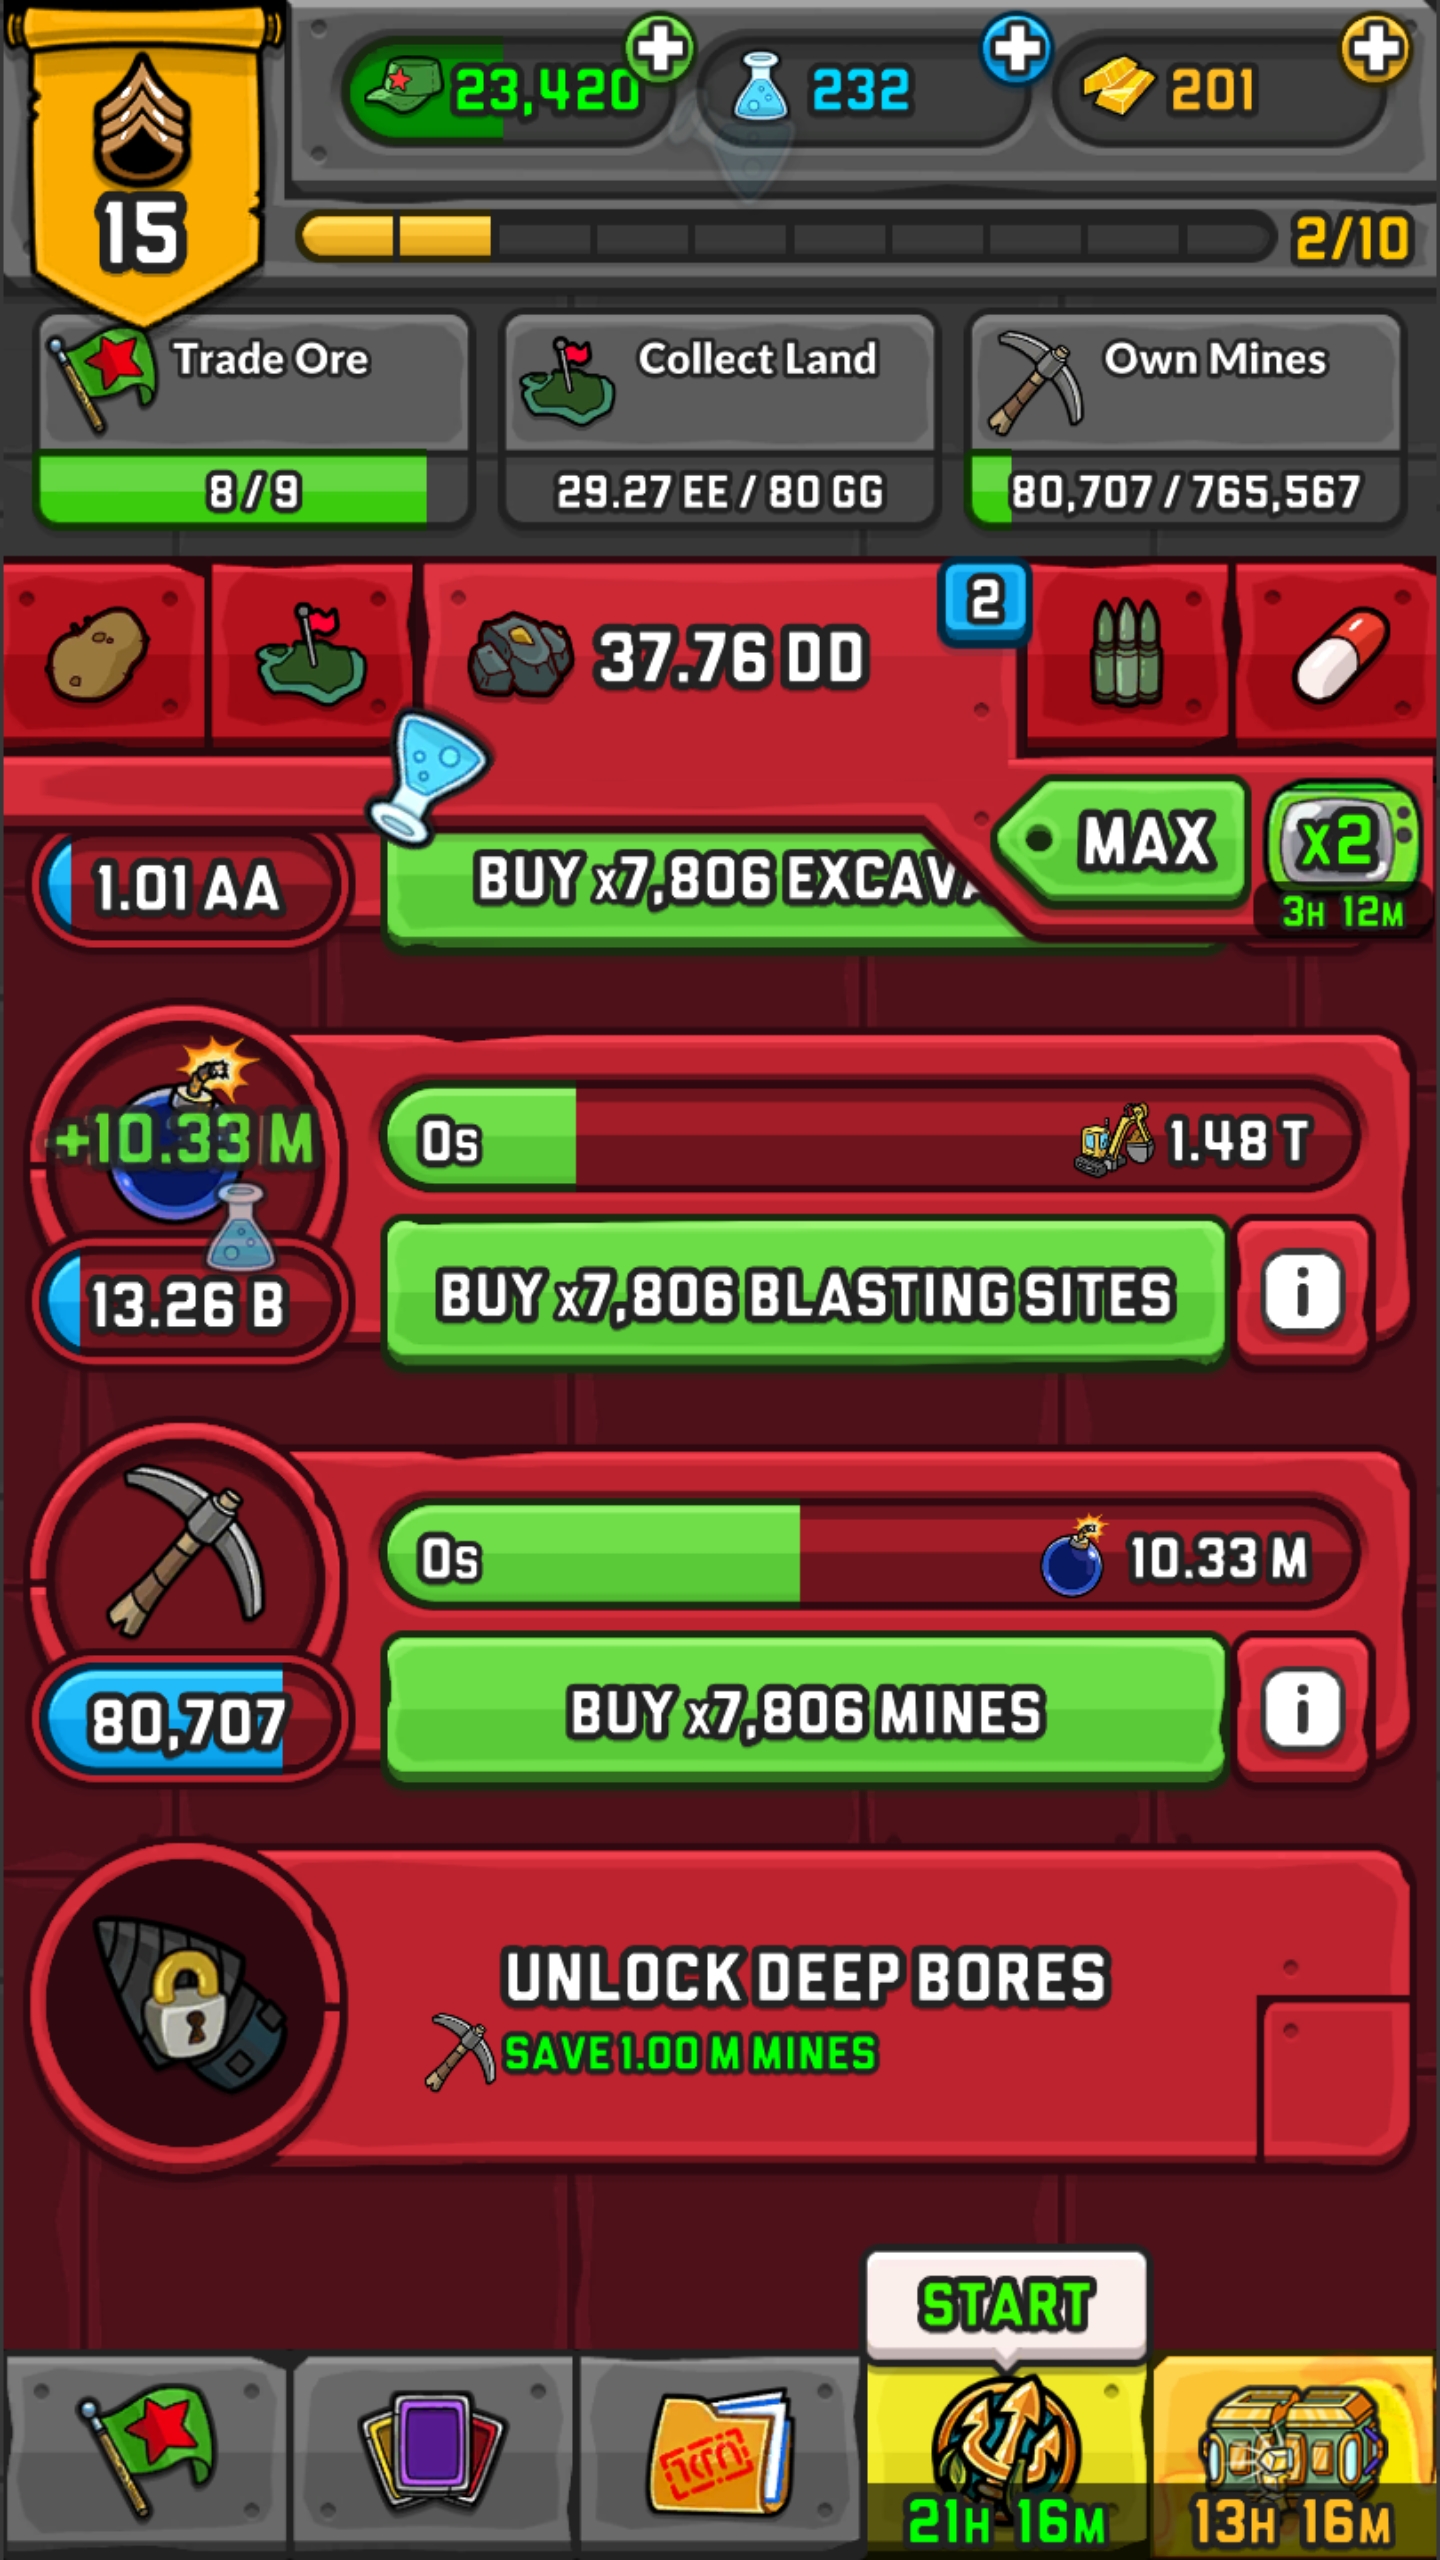 23,420
232
201
15
2/10
Trade Ore
Collect Land
Own Mines
8/9
29.27 EE / 80 GG
80,707 / 765,567
37.76 DD
2
MAX
x2
3H 12M
1.01 AA
BUY x7,806
+10.33 M
0s
1.48 T
13.26 B
BUY x7,806 BLASTING SITES
i
0s
10.33 M
80,707
BUY x7,806 MINES
i
UNLOCK DEEP BORES
SAVE 1.00 M MINES
START
21H 16M
13H 16M